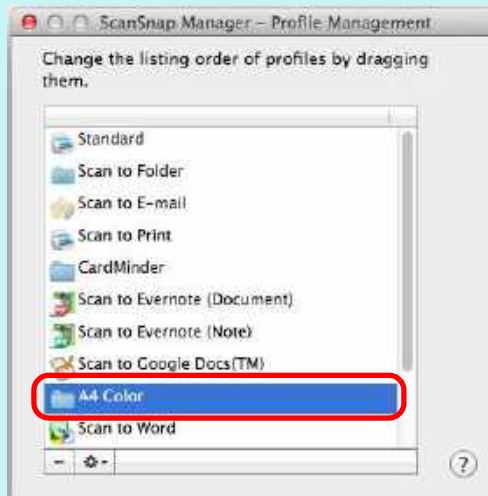 ScanSnap Manager – Profile Management
Change the listing order of profiles by dragging
them.
Standard
Scan to Folder
Scan to E-mail
Scan to Print
CardMinder
Scan to Evernote (Document)
Scan to Evernote (Note)
Scan to Google Docs(TM)
A4 Color
Scan to Word
?